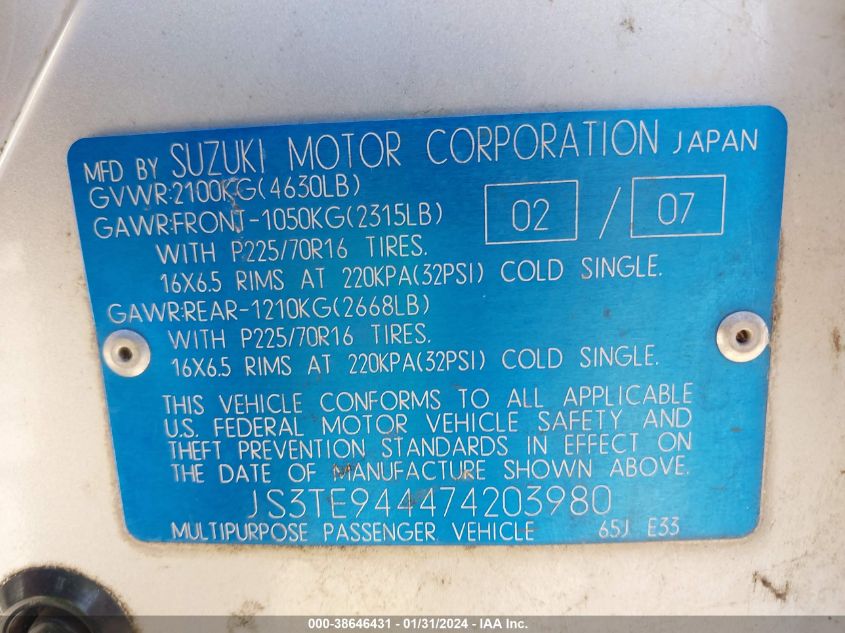 MFD BY SUZUKI MOTOR CORPORATION JAPAN
GVWR:2100KG(4630LB)
GAWR:FRONT-1050KG(2315LB) 02 / 07
WITH P225/70R16 TIRES.
16X6.5 RIMS AT 220KPA(32PSI) COLD SINGLE.
GAWR:REAR-1210KG(2668LB)
WITH P225/70R16 TIRES.
16X6.5 RIMS AT 220KPA(32PSI) COLD SINGLE.
THIS VEHICLE CONFORMS TO ALL APPLICABLE
U.S. FEDERAL MOTOR VEHICLE SAFETY AND
THEFT PREVENTION STANDARDS IN EFFECT ON
THE DATE OF MANUFACTURE SHOWN ABOVE.
JS3TE944474203980
MULTIPURPOSE PASSENGER VEHICLE 65J E33
000-38646431 - 01/31/2024 - IAA Inc.